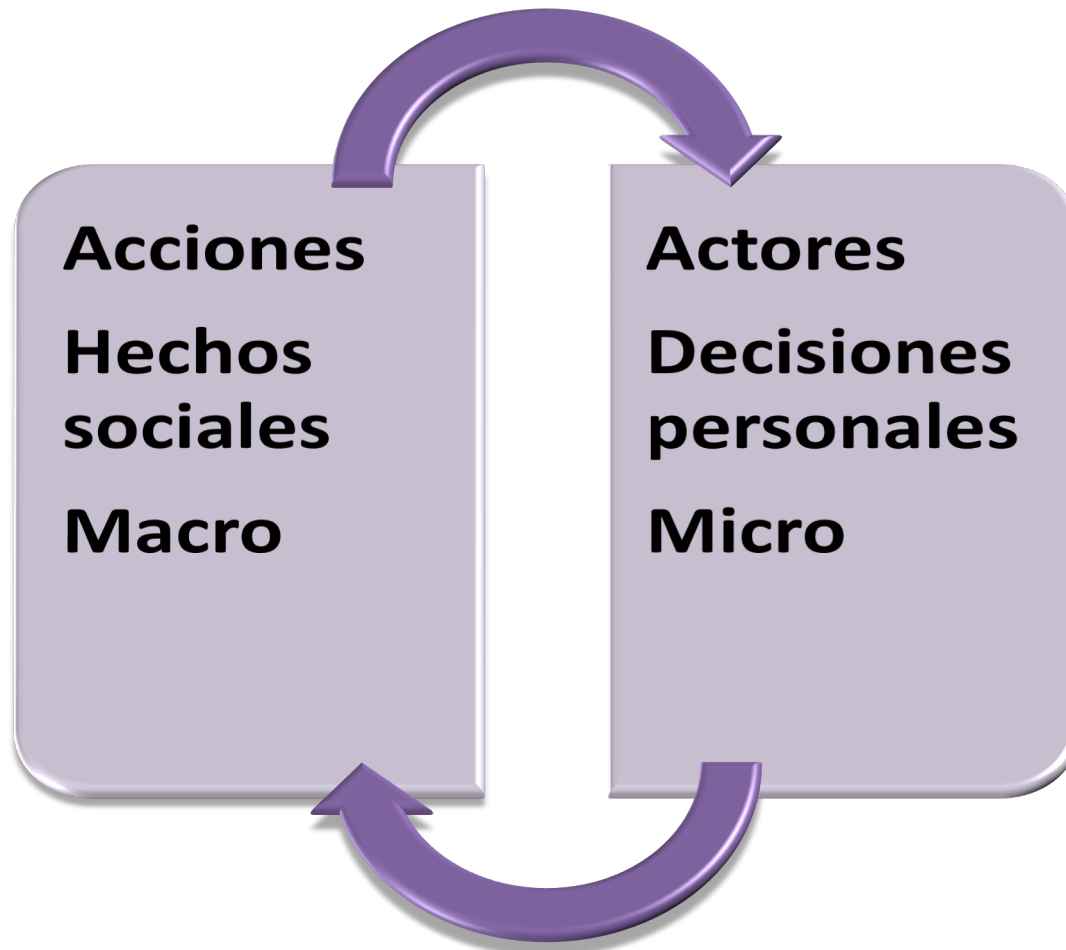 Acciones
Hechos
sociales
Macro
Actores
Decisiones
personales
Micro